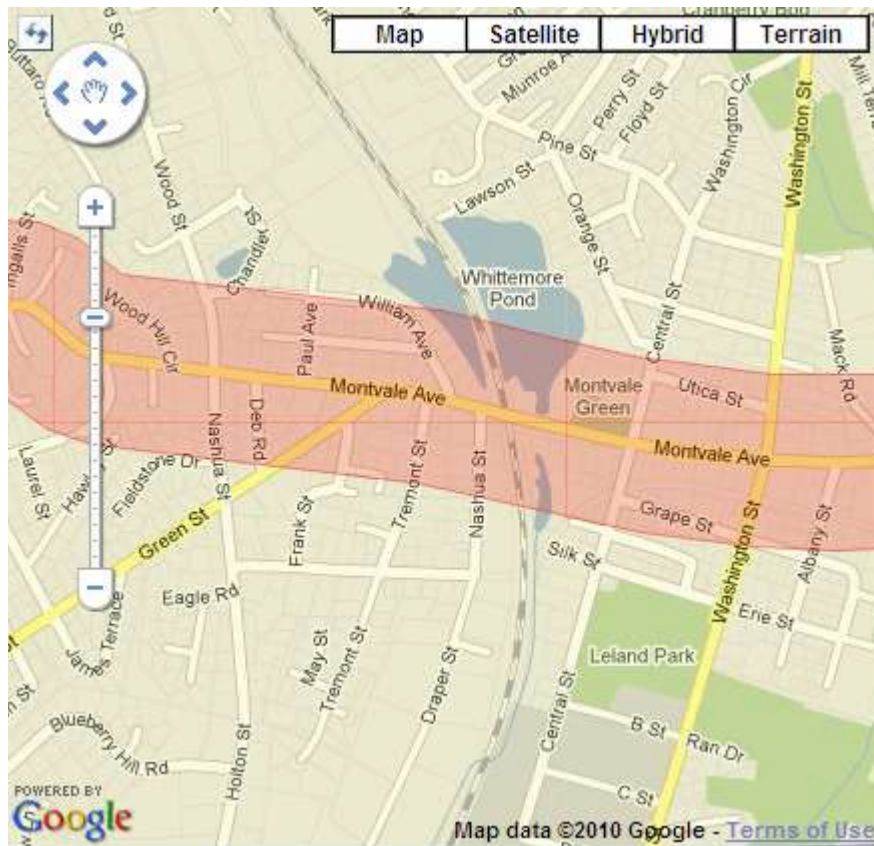 Map
Satellite
Hybrid
Terrain
Munroe
Perry St
Floyd St
Pine St
Washington Cir
Washington St
Wood St
Lawson St
Orange St
Whittemore
Pond
Central St
Mack Rd
Wood Hill Cir
Paul Ave
William Ave
Montvale Ave
Montvale
Green
Utica St
Montvale Ave
Deb Rd
Nashua St
Laurel St
Fieldstone Dr
Green St
Frank St
Tremont St
Nashua St
Grape St
Albany St
Washington St
Silk St
Erie St
Eagle Rd
May St
Tremont St
Draper St
Leland Park
Central St
B St
Ran Dr
C St
Blueberry Hill Rd
Holton St
POWERED BY
Google
Map data ©2010 Google - Terms of Use